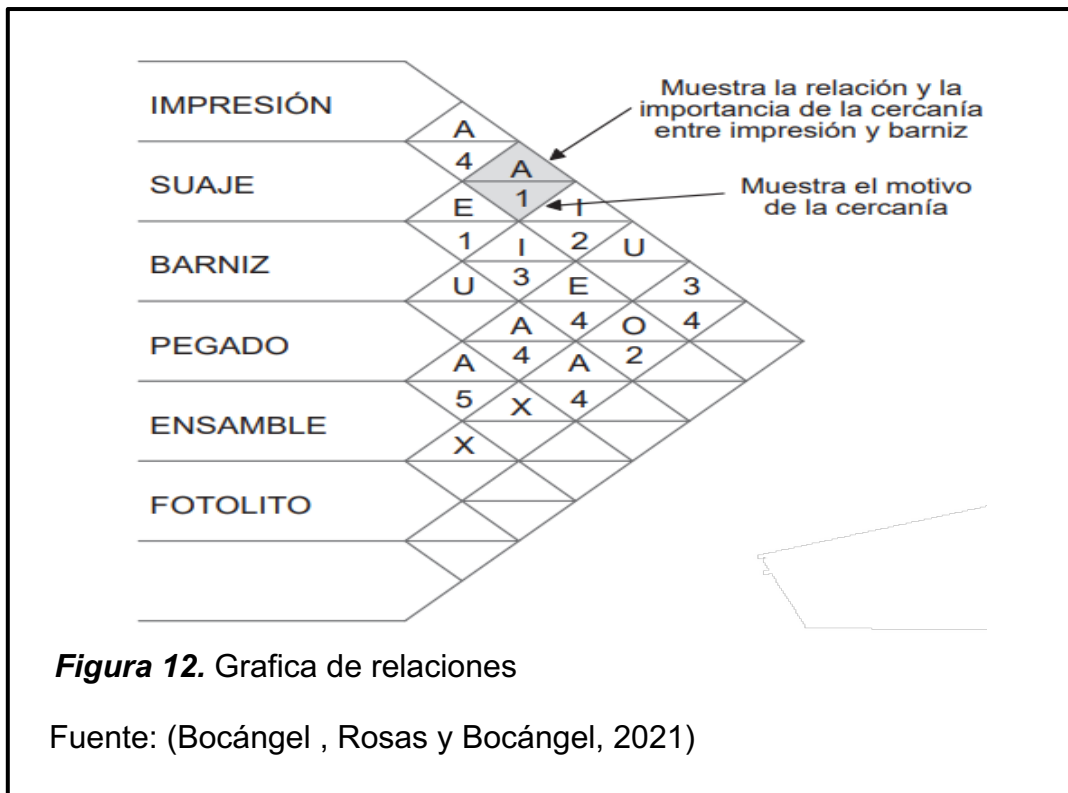 IMPRESIÓN
SUAJE
BARNIZ
PEGADO
ENSAMBLE
FOTOLITO
Muestra la relación y la
importancia de la cercanía
entre impresión y barniz
Muestra el motivo
de la cercanía
A
4 A
E 1 I
1 I 2 U
U 3 E 3
A 4 O 4
A 4 A 2
5 X 4
X
Figura 12. Grafica de relaciones
Fuente: (Bocángel , Rosas y Bocángel, 2021)